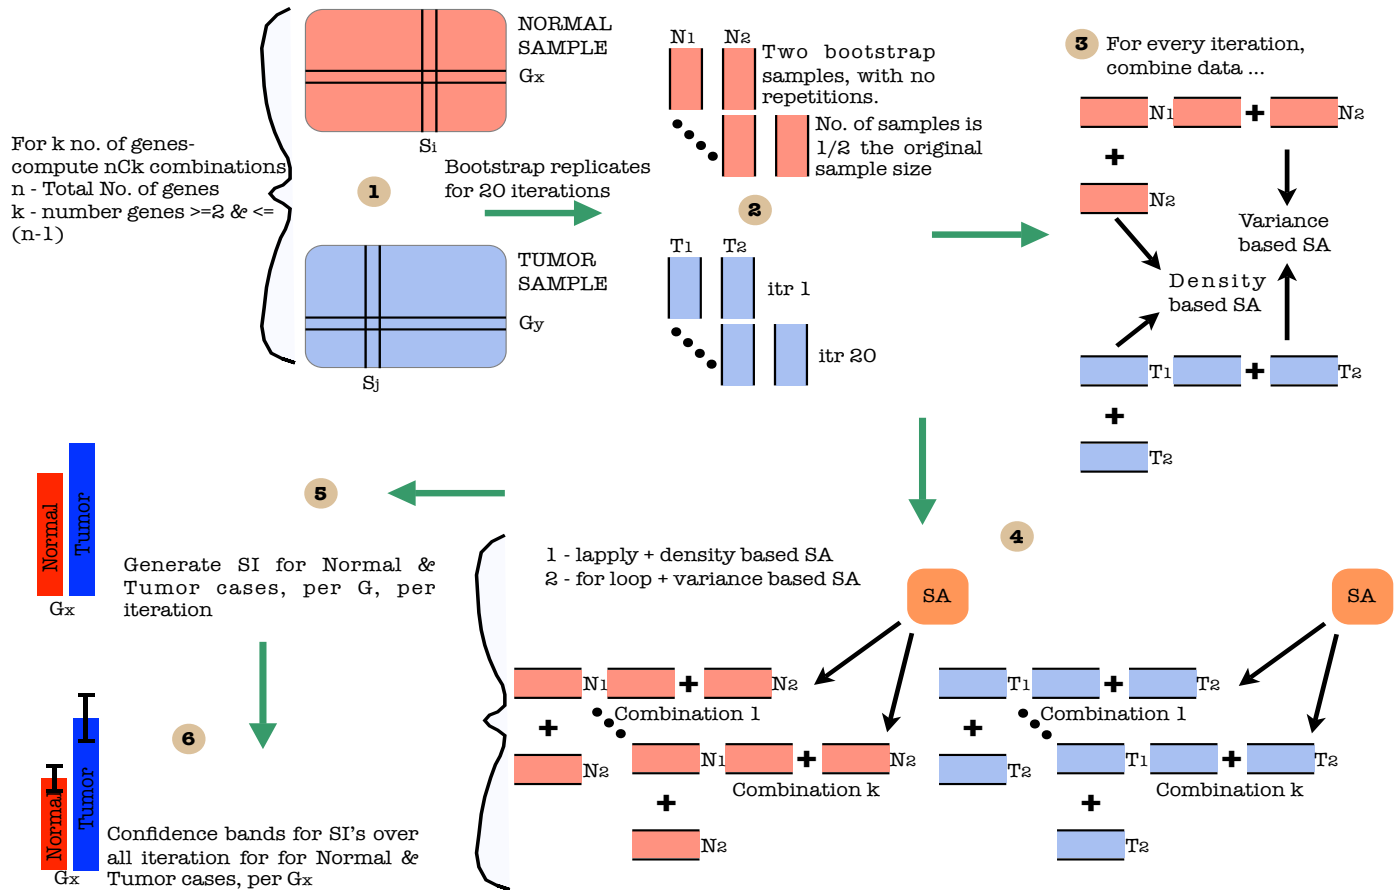 For k no. of genes-
compute nCk combinations
n - Total No. of genes
k - number genes >=2 & <=
(n-1)
NORMAL
SAMPLE
Gx
Si
1
TUMOR
SAMPLE
Gy
Sj
Bootstrap replicates
for 20 iterations
N1 N2
Two bootstrap
samples, with no
repetitions.
No. of samples is
1/2 the original
sample size
2
T1 T2
itr 1
itr 20
3
For every iteration,
combine data ...
N1 + N2
+
N2
Variance
based SA
Density
based SA
T1 + T2
+
T2
4
1 - lapply + density based SA
2 - for loop + variance based SA
SA
N1 + N2
Combination 1
+
N2
N1 + N2
Combination k
+
N2
SA
T1 + T2
Combination 1
+
T2
T1 + T2
Combination k
+
T2
5
Normal
Tumor
Gx
Generate SI for Normal &
Tumor cases, per G, per
iteration
6
Normal
Tumor
Gx
Confidence bands for SI's over
all iteration for for Normal &
Tumor cases, per Gx